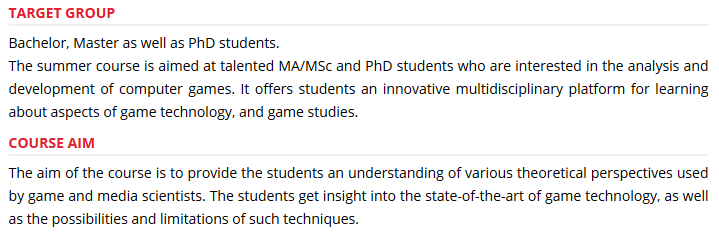 TARGET GROUP
Bachelor, Master as well as PhD students.
The summer course is aimed at talented MA/MSc and PhD students who are interested in the analysis and
development of computer games. It offers students an innovative multidisciplinary platform for learning
about aspects of game technology, and game studies.
COURSE AIM
The aim of the course is to provide the students an understanding of various theoretical perspectives used
by game and media scientists. The students get insight into the state-of-the-art of game technology, as well
as the possibilities and limitations of such techniques.